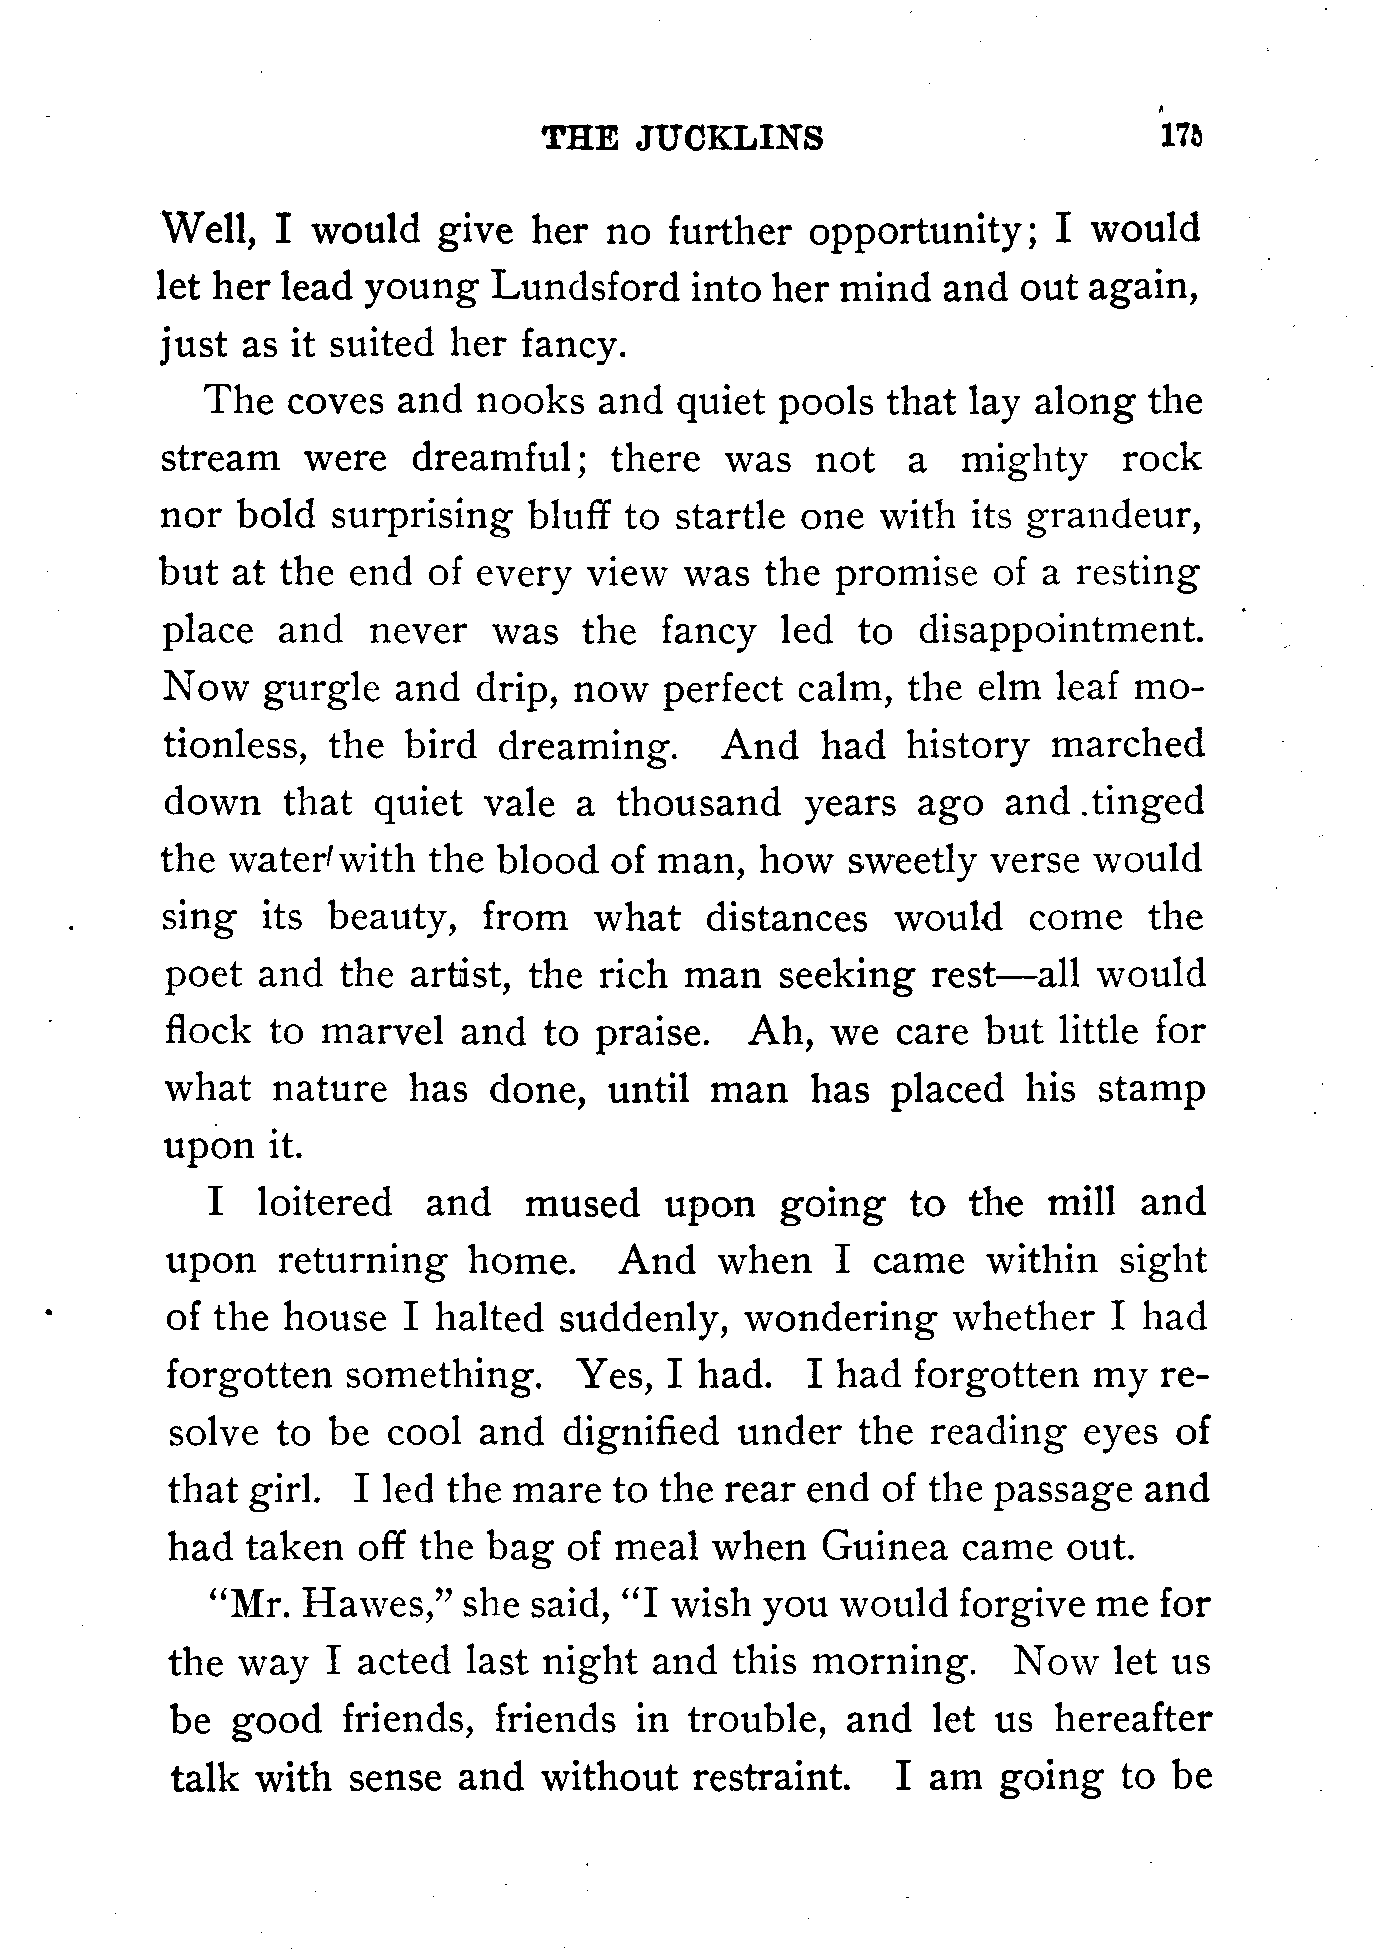 THE JUCKLINS 175
Well, I would give her no further opportunity; I would
let her lead young Lundsford into her mind and out again,
just as it suited her fancy.
The coves and nooks and quiet pools that lay along the
stream were dreamful; there was not a mighty rock
nor bold surprising bluff to startle one with its grandeur,
but at the end of every view was the promise of a resting
place and never was the fancy led to disappointment.
Now gurgle and drip, now perfect calm, the elm leaf mo-
tionless, the bird dreaming. And had history marched
down that quiet vale a thousand years ago and tinged
the water with the blood of man, how sweetly verse would
sing its beauty, from what distances would come the
poet and the artist, the rich man seeking rest—all would
flock to marvel and to praise. Ah, we care but little for
what nature has done, until man has placed his stamp
upon it.
I loitered and mused upon going to the mill and
upon returning home. And when I came within sight
of the house I halted suddenly, wondering whether I had
forgotten something. Yes, I had. I had forgotten my re-
solve to be cool and dignified under the reading eyes of
that girl. I led the mare to the rear end of the passage and
had taken off the bag of meal when Guinea came out.
“Mr. Hawes,” she said, “I wish you would forgive me for
the way I acted last night and this morning. Now let us
be good friends, friends in trouble, and let us hereafter
talk with sense and without restraint. I am going to be